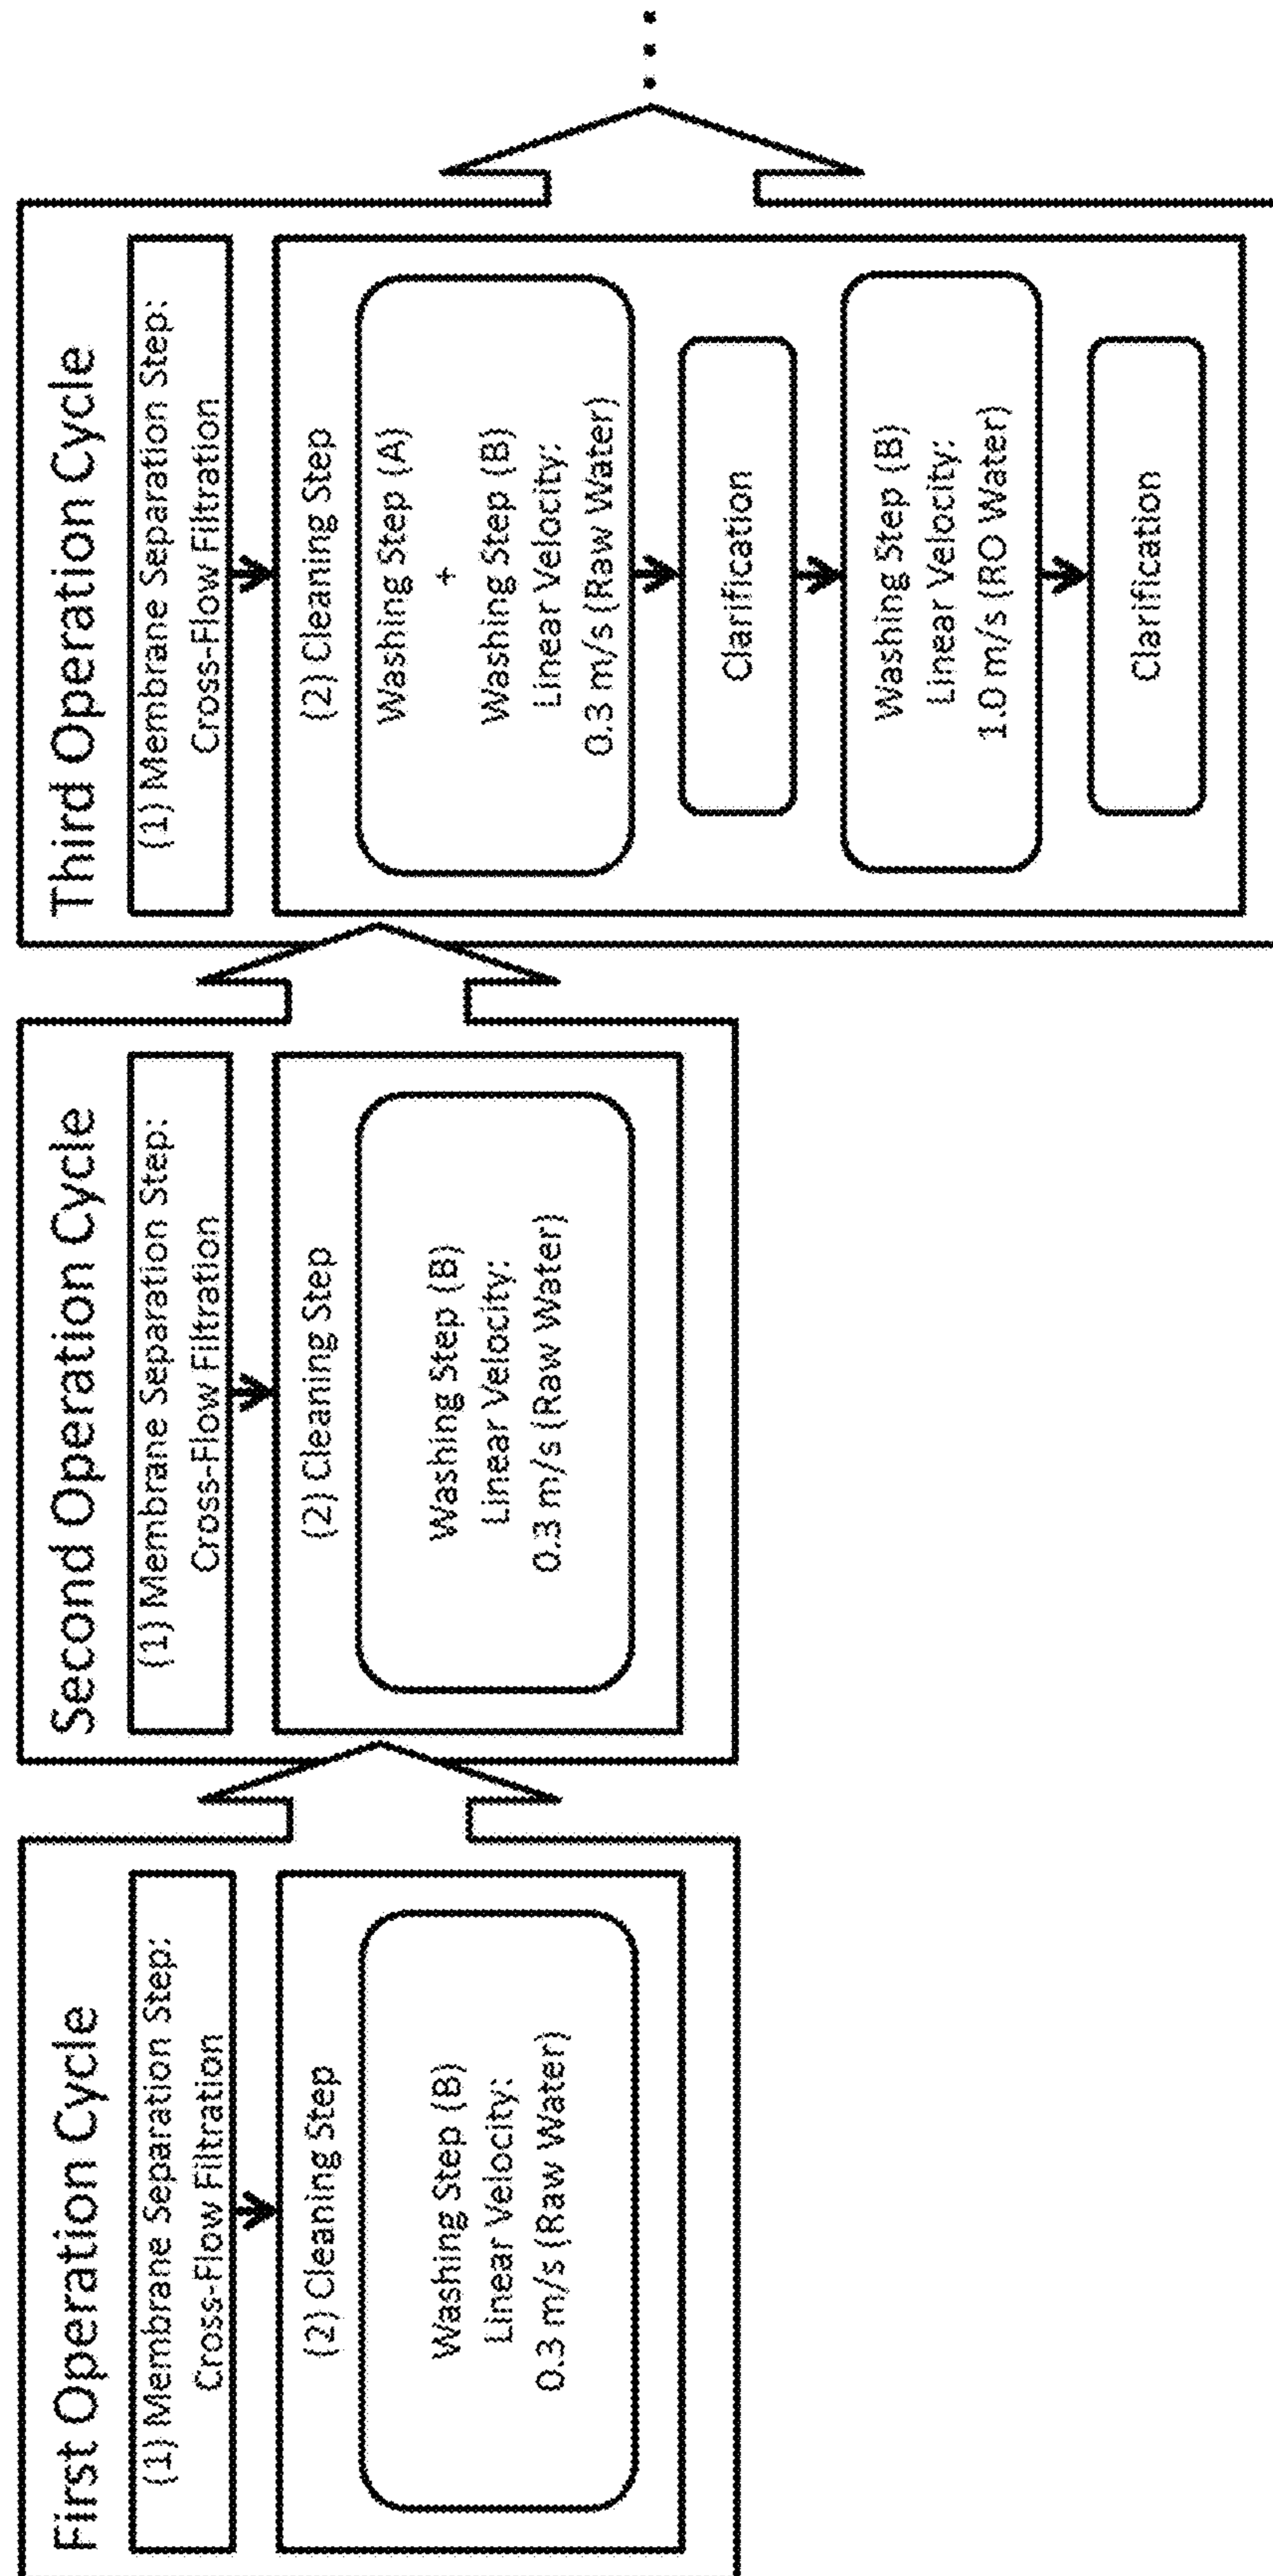 First Operation Cycle
(1) Membrane Separation Step:
Cross-Flow Filtration
(2) Cleaning Step
Washing Step (B)
Linear Velocity:
0.3 m/s (Raw Water)
Second Operation Cycle
(1) Membrane Separation Step:
Cross-Flow Filtration
(2) Cleaning Step
Washing Step (B)
Linear Velocity:
0.3 m/s (Raw Water)
Third Operation Cycle
(1) Membrane Separation Step:
Cross-Flow Filtration
(2) Cleaning Step
Washing Step (A)
+
Washing Step (B)
Linear Velocity:
0.3 m/s (Raw Water)
Clarification
Washing Step (B)
Linear Velocity:
1.0 m/s (RO Water)
Clarification